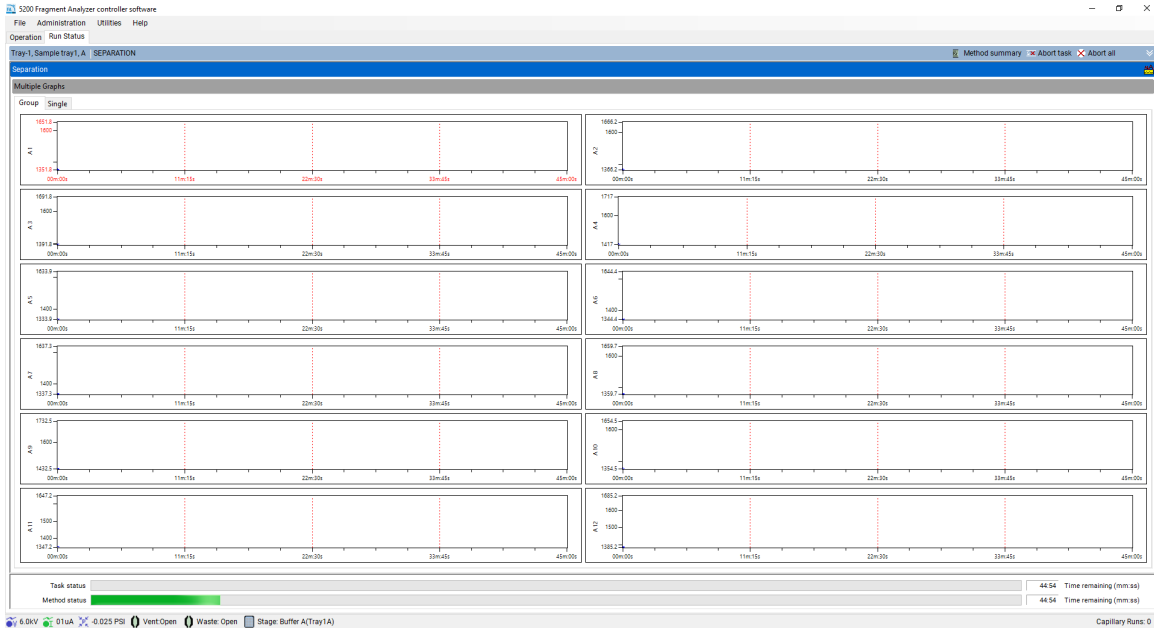 5200 Fragment Analyzer controller software
File Administration Utilities Help
Operation Run Status
Tray-1, Sample tray1, A SEPARATION Method summary Abort task Abort all
Separation
Multiple Graphs
Group Single
1651.8 1666.2
1600 1600
A1 A2
1351.8 1366.2
00m:00s 11m:15s 22m:30s 33m:45s 45m:00s 00m:00s 11m:15s 22m:30s 33m:45s 45m:00s
1691.8 1717
1600 1600
A3 A4
1391.8 1417
00m:00s 11m:15s 22m:30s 33m:45s 45m:00s 00m:00s 11m:15s 22m:30s 33m:45s 45m:00s
1633.9 1644.4
A5 A6
1400 1400
1333.9 1344.4
00m:00s 11m:15s 22m:30s 33m:45s 45m:00s 00m:00s 11m:15s 22m:30s 33m:45s 45m:00s
1637.3 1659.7
1600
A7 A8
1400
1337.3 1359.7
00m:00s 11m:15s 22m:30s 33m:45s 45m:00s 00m:00s 11m:15s 22m:30s 33m:45s 45m:00s
1732.5 1654.5
1600 1600
A9 A10
1432.5 1354.5
00m:00s 11m:15s 22m:30s 33m:45s 45m:00s 00m:00s 11m:15s 22m:30s 33m:45s 45m:00s
1647.2 1685.2
1600
1500 1500
A11 A12
1400
1347.2 1385.2
00m:00s 11m:15s 22m:30s 33m:45s 45m:00s 00m:00s 11m:15s 22m:30s 33m:45s 45m:00s
Task status 44:54 Time remaining (mm:ss)
Method status 44:54 Time remaining (mm:ss)
6.0kV 01uA -0.025 PSI Vent:Open Waste: Open Stage: Buffer A(Tray1A) Capillary Runs: 0